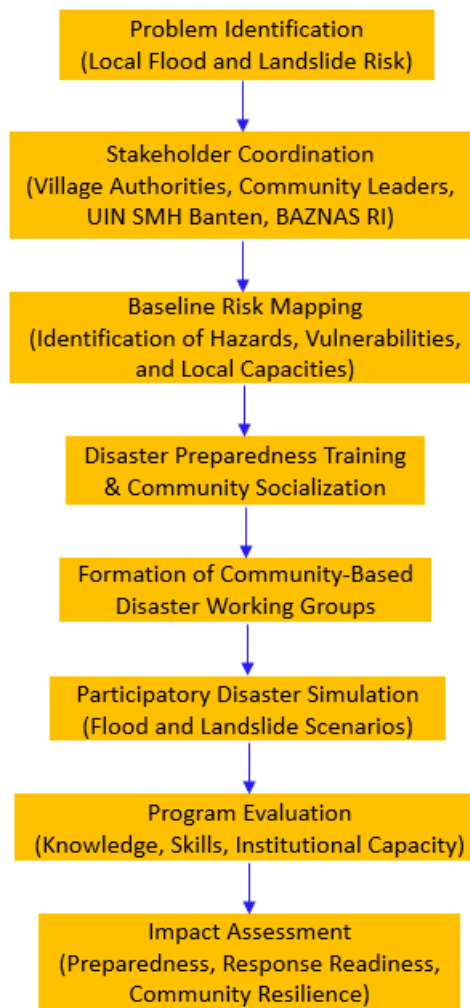 Problem Identification
(Local Flood and Landslide Risk)
Stakeholder Coordination
(Village Authorities, Community Leaders,
UIN SMH Banten, BAZNAS RI)
Baseline Risk Mapping
(Identification of Hazards, Vulnerabilities,
and Local Capacities)
Disaster Preparedness Training
& Community Socialization
Formation of Community-Based
Disaster Working Groups
Participatory Disaster Simulation
(Flood and Landslide Scenarios)
Program Evaluation
(Knowledge, Skills, Institutional Capacity)
Impact Assessment
(Preparedness, Response Readiness,
Community Resilience)